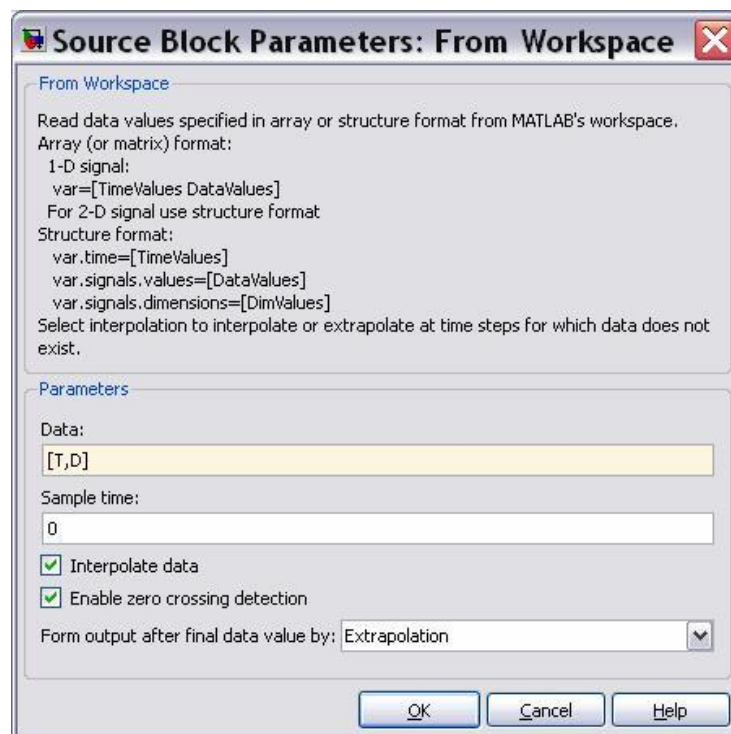 Source Block Parameters: From Workspace
From Workspace
Read data values specified in array or structure format from MATLAB's workspace.
Array (or matrix) format:
1-D signal:
var=[TimeValues DataValues]
For 2-D signal use structure format
Structure format:
var.time=[TimeValues]
var.signals.values=[DataValues]
var.signals.dimensions=[DimValues]
Select interpolation to interpolate or extrapolate at time steps for which data does not
exist.
Parameters
Data:
[T,D]
Sample time:
0
Interpolate data
Enable zero crossing detection
Form output after final data value by: Extrapolation
OK Cancel Help